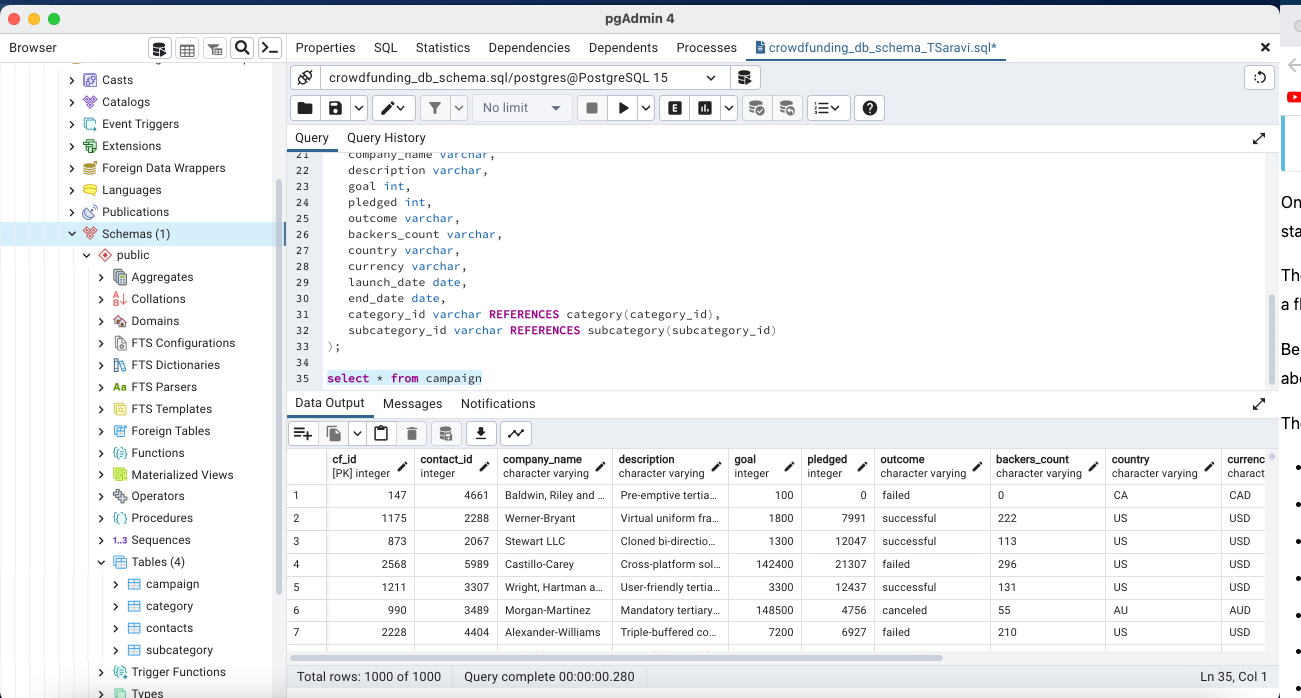 pgAdmin 4
Browser
Properties SQL Statistics Dependencies Dependents Processes crowdfunding_db_schema_TSaravi.sql*
crowdfunding_db_schema.sql/postgres@PostgreSQL 15
No limit
Query Query History
Casts
Catalogs
Event Triggers
Extensions
Foreign Data Wrappers
Languages
Publications
Schemas (1)
public
Aggregates
Collations
Domains
FTS Configurations
FTS Dictionaries
Aa FTS Parsers
FTS Templates
Foreign Tables
Functions
Materialized Views
Operators
Procedures
1..3 Sequences
Tables (4)
campaign
category
contacts
subcategory
Trigger Functions
Types
21 company_name varchar,
22 description varchar,
23 goal int,
24 pledged int,
25 outcome varchar,
26 backers_count varchar,
27 country varchar,
28 currency varchar,
29 launch_date date,
30 end_date date,
31 category_id varchar REFERENCES category(category_id),
32 subcategory_id varchar REFERENCES subcategory(subcategory_id)
33 );
34
35 select * from campaign
Data Output Messages Notifications
cf_id contact_id company_name description goal pledged outcome backers_count country currenc
[PK] integer integer character varying character varying integer integer character varying character varying character varying charact
1 147 4661 Baldwin, Riley and ... Pre-emptive tertia... 100 0 failed 0 CA CAD
2 1175 2288 Werner-Bryant Virtual uniform fra... 1800 7991 successful 222 US USD
3 873 2067 Stewart LLC Cloned bi-directio... 1300 12047 successful 113 US USD
4 2568 5989 Castillo-Carey Cross-platform sol... 142400 21307 failed 296 US USD
5 1211 3307 Wright, Hartman a... User-friendly tertia... 3300 12437 successful 131 US USD
6 990 3489 Morgan-Martinez Mandatory tertiary... 148500 4756 canceled 55 AU AUD
7 2228 4404 Alexander-Williams Triple-buffered co... 7200 6927 failed 210 US USD
Total rows: 1000 of 1000 Query complete 00:00:00.280 Ln 35, Col 1
On
sta
The
a fl
Be
abo
The